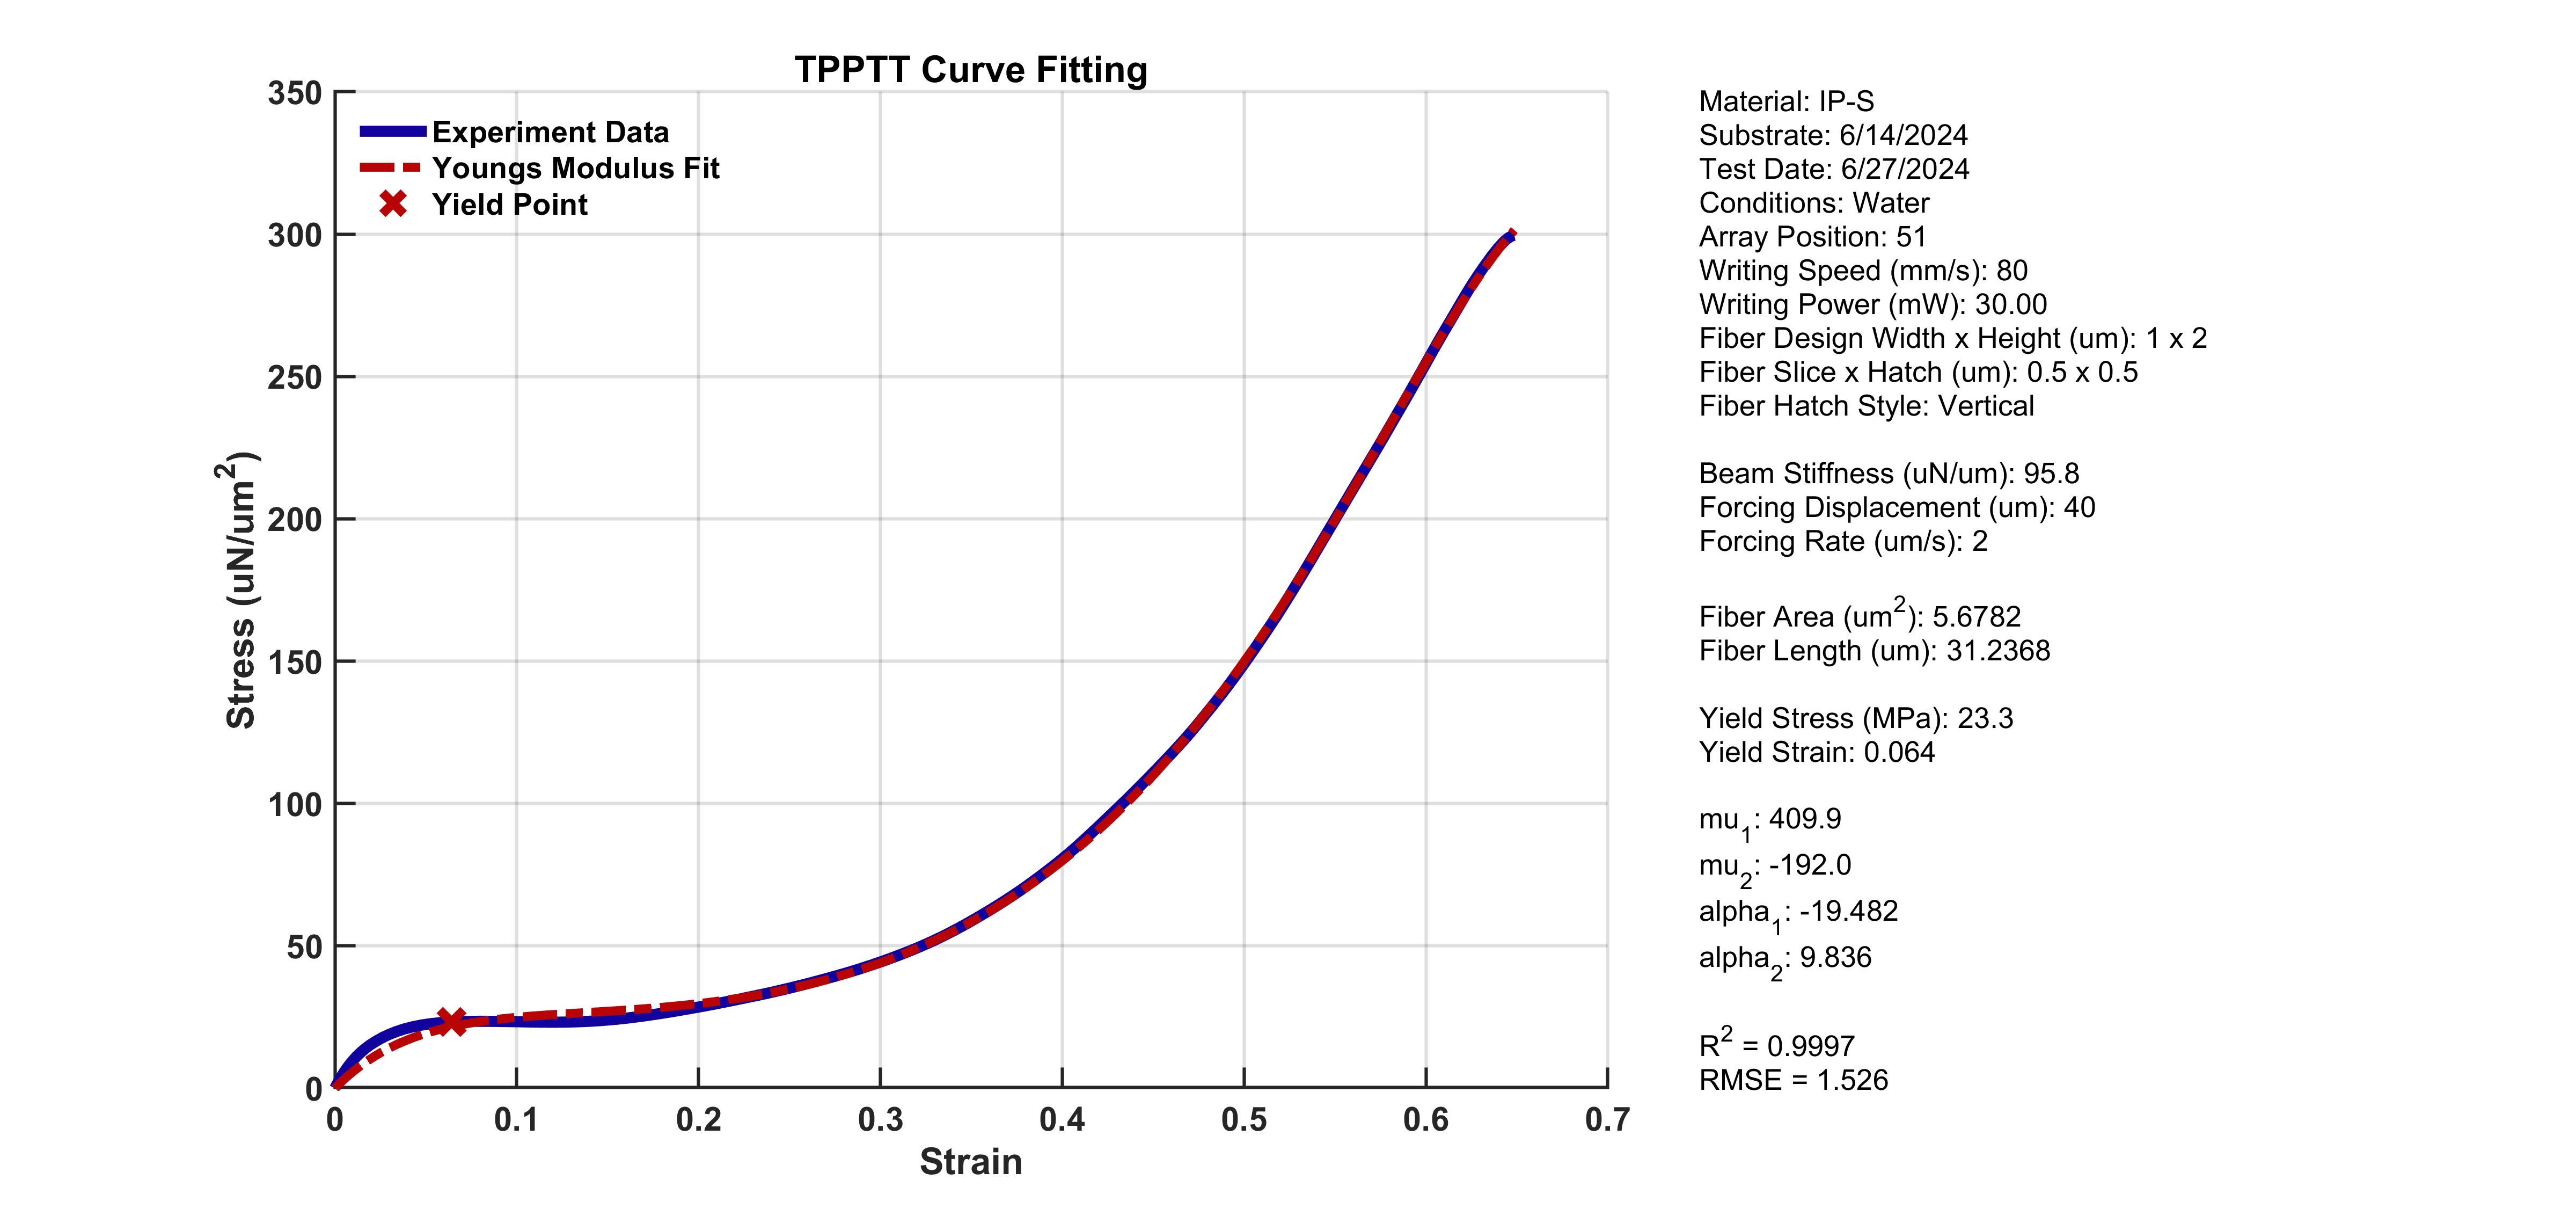 TPPTT Curve Fitting
Experiment Data
Youngs Modulus Fit
Yield Point
350
300
250
200
150
100
50
0
Stress (uN/um²)
0 0.1 0.2 0.3 0.4 0.5 0.6 0.7
Strain
Material: IP-S
Substrate: 6/14/2024
Test Date: 6/27/2024
Conditions: Water
Array Position: 51
Writing Speed (mm/s): 80
Writing Power (mW): 30.00
Fiber Design Width x Height (um): 1 x 2
Fiber Slice x Hatch (um): 0.5 x 0.5
Fiber Hatch Style: Vertical
Beam Stiffness (uN/um): 95.8
Forcing Displacement (um): 40
Forcing Rate (um/s): 2
Fiber Area (um²): 5.6782
Fiber Length (um): 31.2368
Yield Stress (MPa): 23.3
Yield Strain: 0.064
mu₁: 409.9
mu₂: -192.0
alpha₁: -19.482
alpha₂: 9.836
R² = 0.9997
RMSE = 1.526